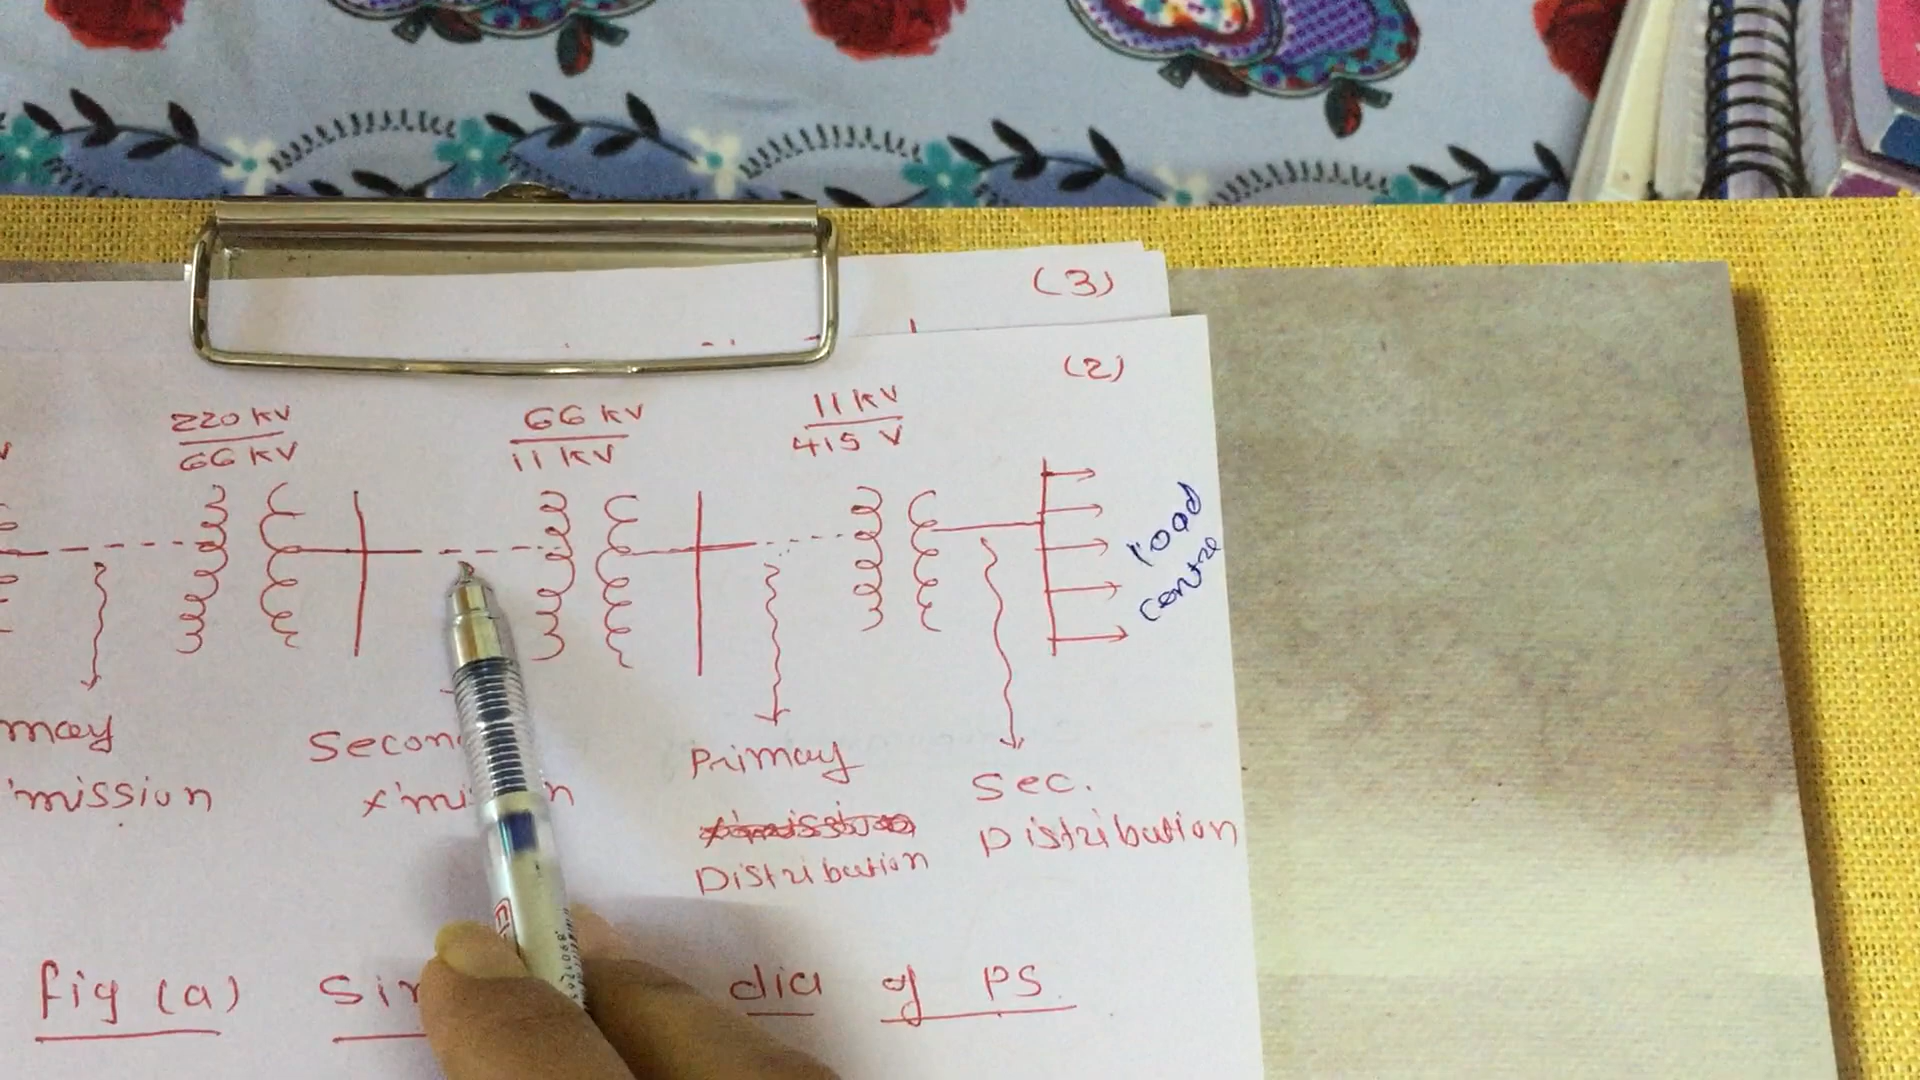 (3)
(2)
220 KV
66 KV
66 KV
11 KV
11 KV
415 V
load
centre
Primary
Distribution
Sec.
Distribution
x'mi
fig (a)
dia of PS